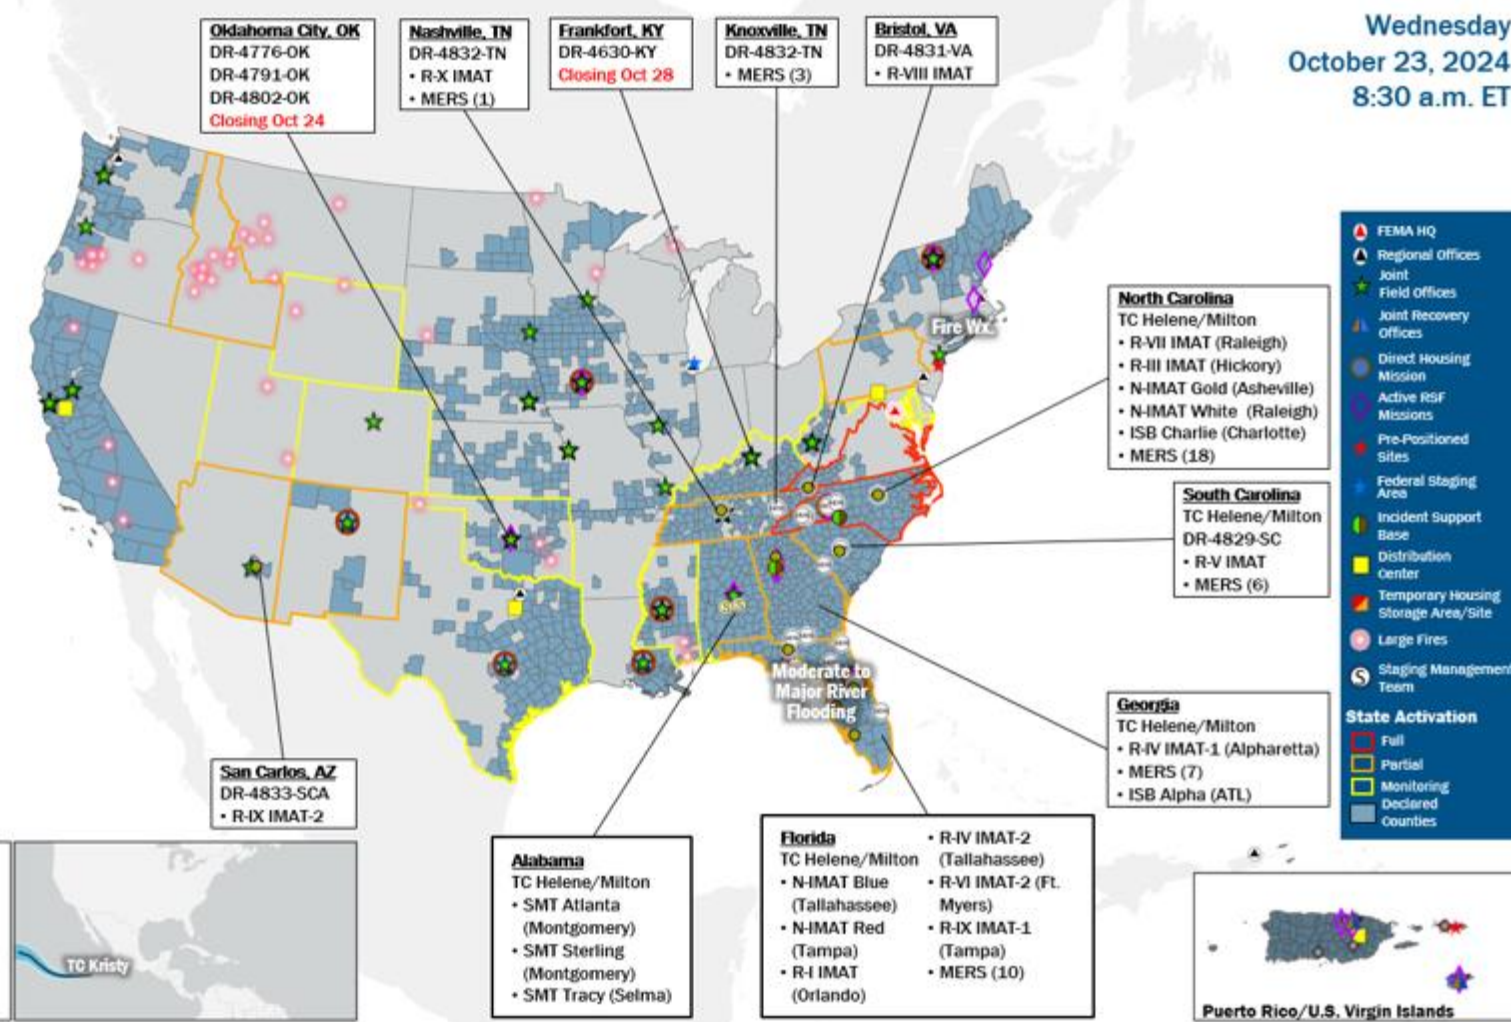 Wednesday
October 23, 2024
8:30 a.m. ET
Oklahoma City, OK
DR-4776-OK
DR-4791-OK
DR-4802-OK
Closing Oct 24
Nashville, TN
DR-4832-TN
• R-X IMAT
• MERS (1)
Frankfort, KY
DR-4630-KY
Closing Oct 28
Knoxville, TN
DR-4832-TN
• MERS (3)
Bristol, VA
DR-4831-VA
• R-VIII IMAT
Fire Wx.
North Carolina
TC Helene/Milton
• R-VII IMAT (Raleigh)
• R-III IMAT (Hickory)
• N-IMAT Gold (Asheville)
• N-IMAT White (Raleigh)
• ISB Charlie (Charlotte)
• MERS (18)
South Carolina
TC Helene/Milton
DR-4829-SC
• R-V IMAT
• MERS (6)
Moderate to
Major River
Flooding
Georgia
TC Helene/Milton
• R-IV IMAT-1 (Alpharetta)
• MERS (7)
• ISB Alpha (ATL)
San Carlos, AZ
DR-4833-SCA
• R-IX IMAT-2
Alabama
TC Helene/Milton
• SMT Atlanta
(Montgomery)
• SMT Sterling
(Montgomery)
• SMT Tracy (Selma)
Florida
TC Helene/Milton
• N-IMAT Blue
(Tallahassee)
• N-IMAT Red
(Tampa)
• R-I IMAT
(Orlando)
• R-IV IMAT-2
(Tallahassee)
• R-VI IMAT-2 (Ft.
Myers)
• R-IX IMAT-1
(Tampa)
• MERS (10)
FEMA HQ
Regional Offices
Joint
Field Offices
Joint Recovery
Offices
Direct Housing
Mission
Active RSF
Missions
Pre-Positioned
Sites
Federal Staging
Area
Incident Support
Base
Distribution
Center
Temporary Housing
Storage Area/Site
Large Fires
S Staging Management
Team
State Activation
Full
Partial
Monitoring
Declared
Counties
TC Kristy
Puerto Rico/U.S. Virgin Islands